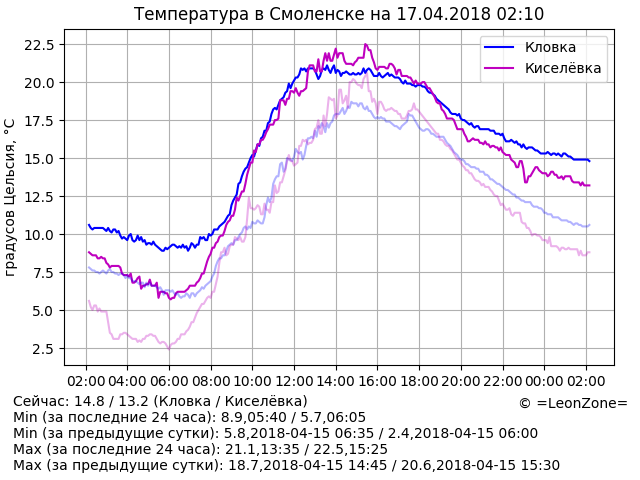 Температура в Смоленске на 17.04.2018 02:10
градусов Цельсия, °C
22.5
20.0
17.5
15.0
12.5
10.0
7.5
5.0
2.5
Кловка
Киселёвка
02:00 04:00 06:00 08:00 10:00 12:00 14:00 16:00 18:00 20:00 22:00 00:00 02:00
Сейчас: 14.8 / 13.2 (Кловка / Киселёвка)
© =LeonZone=
Min (за последние 24 часа): 8.9,05:40 / 5.7,06:05
Min (за предыдущие сутки): 5.8,2018-04-15 06:35 / 2.4,2018-04-15 06:00
Max (за последние 24 часа): 21.1,13:35 / 22.5,15:25
Max (за предыдущие сутки): 18.7,2018-04-15 14:45 / 20.6,2018-04-15 15:30